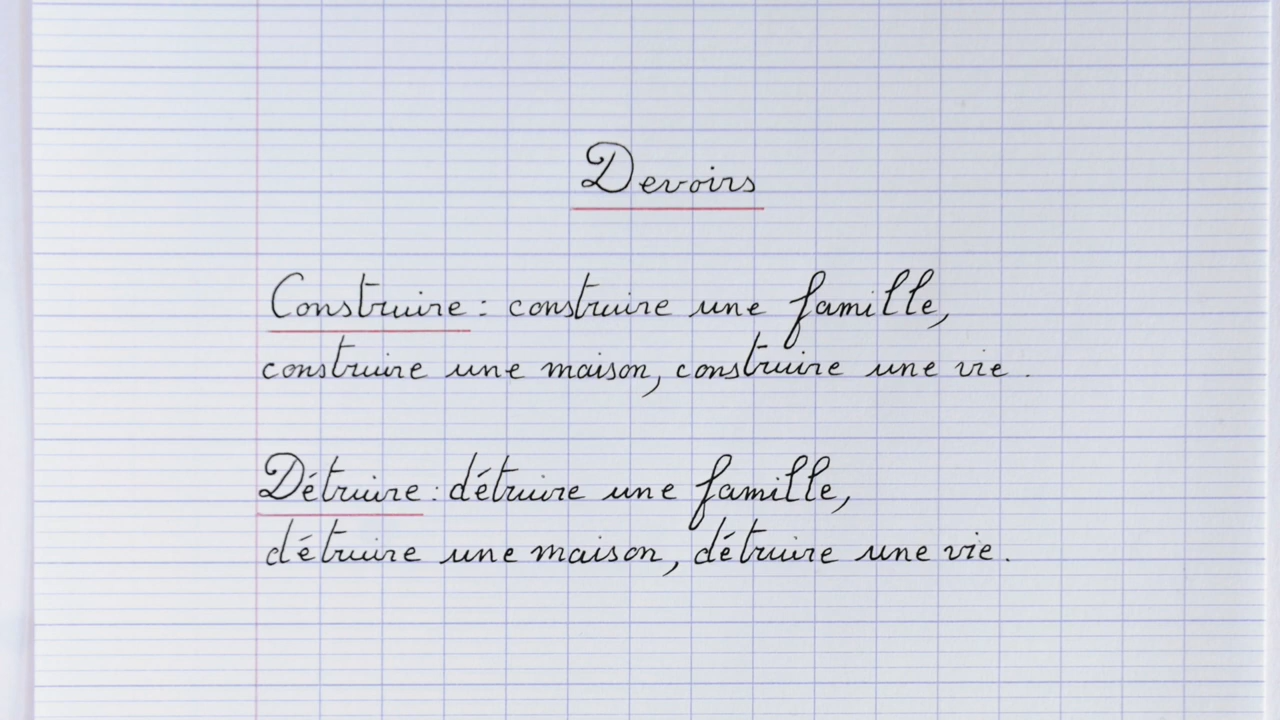 Devoirs
Construire : construire une famille,
construire une maison, construire une vie.
Détruire : détruire une famille,
détruire une maison, détruire une vie.